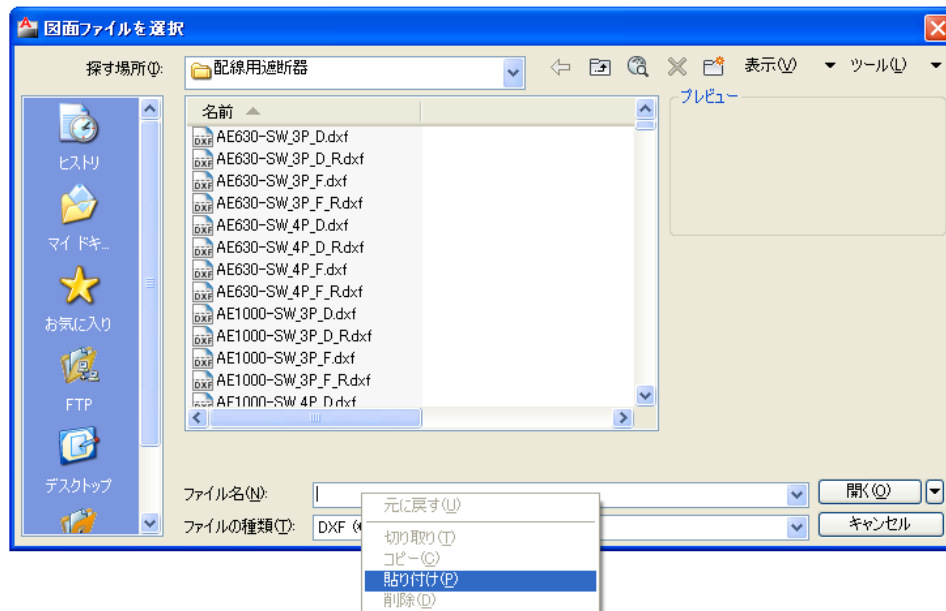 図面ファイルを選択
探す場所(I):
配線用遮断器
表示(V)
ツール(L)
ヒストリ
マイ ドキ...
お気に入り
FTP
デスクトップ
名前
AE630-SW_3P_D.dxf
AE630-SW_3P_D_R.dxf
AE630-SW_3P_F.dxf
AE630-SW_3P_F_R.dxf
AE630-SW_4P_D.dxf
AE630-SW_4P_D_R.dxf
AE630-SW_4P_F.dxf
AE630-SW_4P_F_R.dxf
AE1000-SW_3P_D.dxf
AE1000-SW_3P_D_R.dxf
AE1000-SW_3P_F.dxf
AE1000-SW_3P_F_R.dxf
AE1000-SW_4P_D.dxf
プレビュー
ファイル名(N):
開く(O)
ファイルの種類(T):
DXF (*
キャンセル
元に戻す(U)
切り取り(T)
コピー(C)
貼り付け(P)
削除(D)